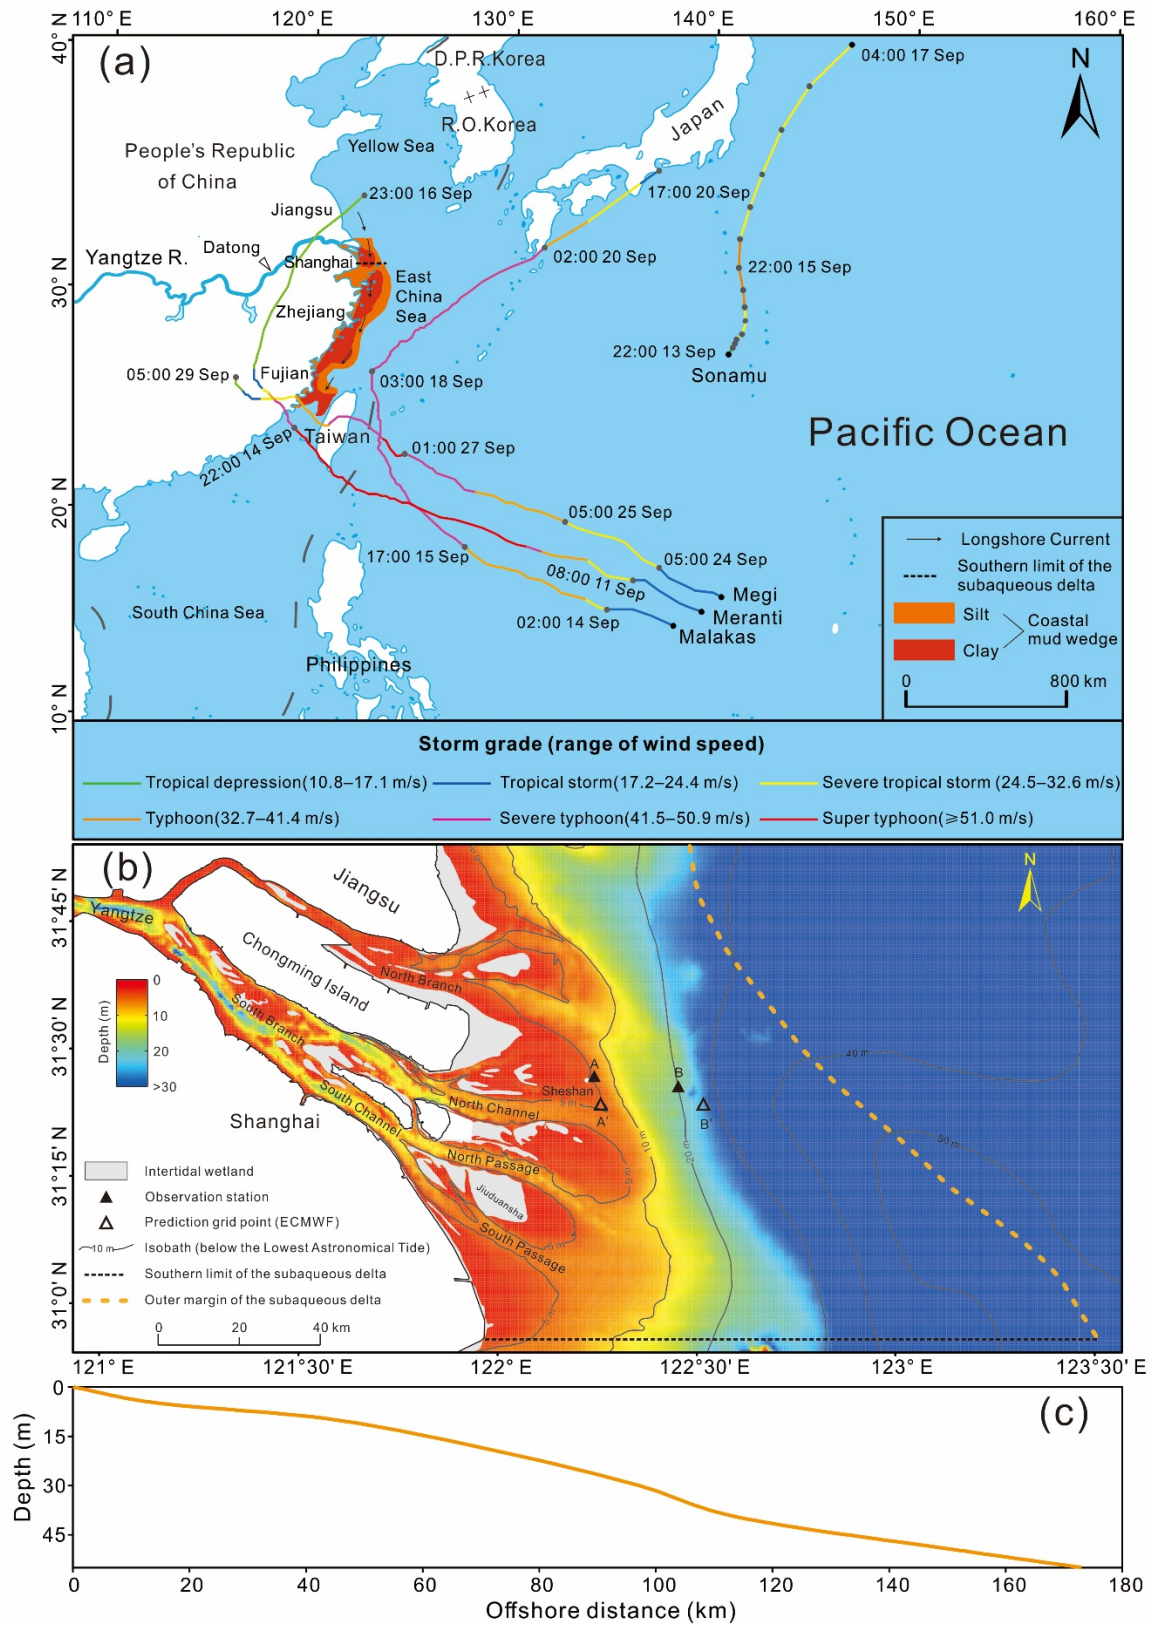 110° E
120° E
130° E
140° E
150° E
160° E
40° N
30° N
20° N
10° N
(a)
N
D.P.R.Korea
R.O.Korea
Japan
04:00 17 Sep
People's Republic
of China
Yellow Sea
23:00 16 Sep
17:00 20 Sep
Jiangsu
Datong
Yangtze R.
Shanghai
02:00 20 Sep
22:00 15 Sep
East
China
Sea
Zhejiang
22:00 13 Sep
Sonamu
05:00 29 Sep
Fujian
03:00 18 Sep
Taiwan
22:00 14 Sep
01:00 27 Sep
Pacific Ocean
05:00 25 Sep
17:00 15 Sep
05:00 24 Sep
08:00 11 Sep
Megi
Meranti
02:00 14 Sep
Malakas
South China Sea
Philippines
Longshore Current
Southern limit of the
subaqueous delta
Silt
Clay
Coastal
mud wedge
0
800 km
Storm grade (range of wind speed)
Tropical depression(10.8–17.1 m/s)
Tropical storm(17.2–24.4 m/s)
Severe tropical storm (24.5–32.6 m/s)
Typhoon(32.7–41.4 m/s)
Severe typhoon(41.5–50.9 m/s)
Super typhoon(≥51.0 m/s)
(b)
N
31°45' N
31°30' N
31°15' N
31°0' N
Jiangsu
Yangtze
Chongming Island
North Branch
South Branch
Depth (m)
0
10
20
>30
South Channel
Shanghai
North Channel
North Passage
Jiuduansha
South Passage
Sheshan
A
A'
B
B'
5 m
5 m
5 m
5 m
10 m
20 m
40 m
50 m
Intertidal wetland
Observation station
Prediction grid point (ECMWF)
10 m
Isobath (below the Lowest Astronomical Tide)
Southern limit of the subaqueous delta
Outer margin of the subaqueous delta
0
20
40 km
121° E
121°30' E
122° E
122°30' E
123° E
123°30' E
(c)
Depth (m)
0
15
30
45
0
20
40
60
80
100
120
140
160
180
Offshore distance (km)